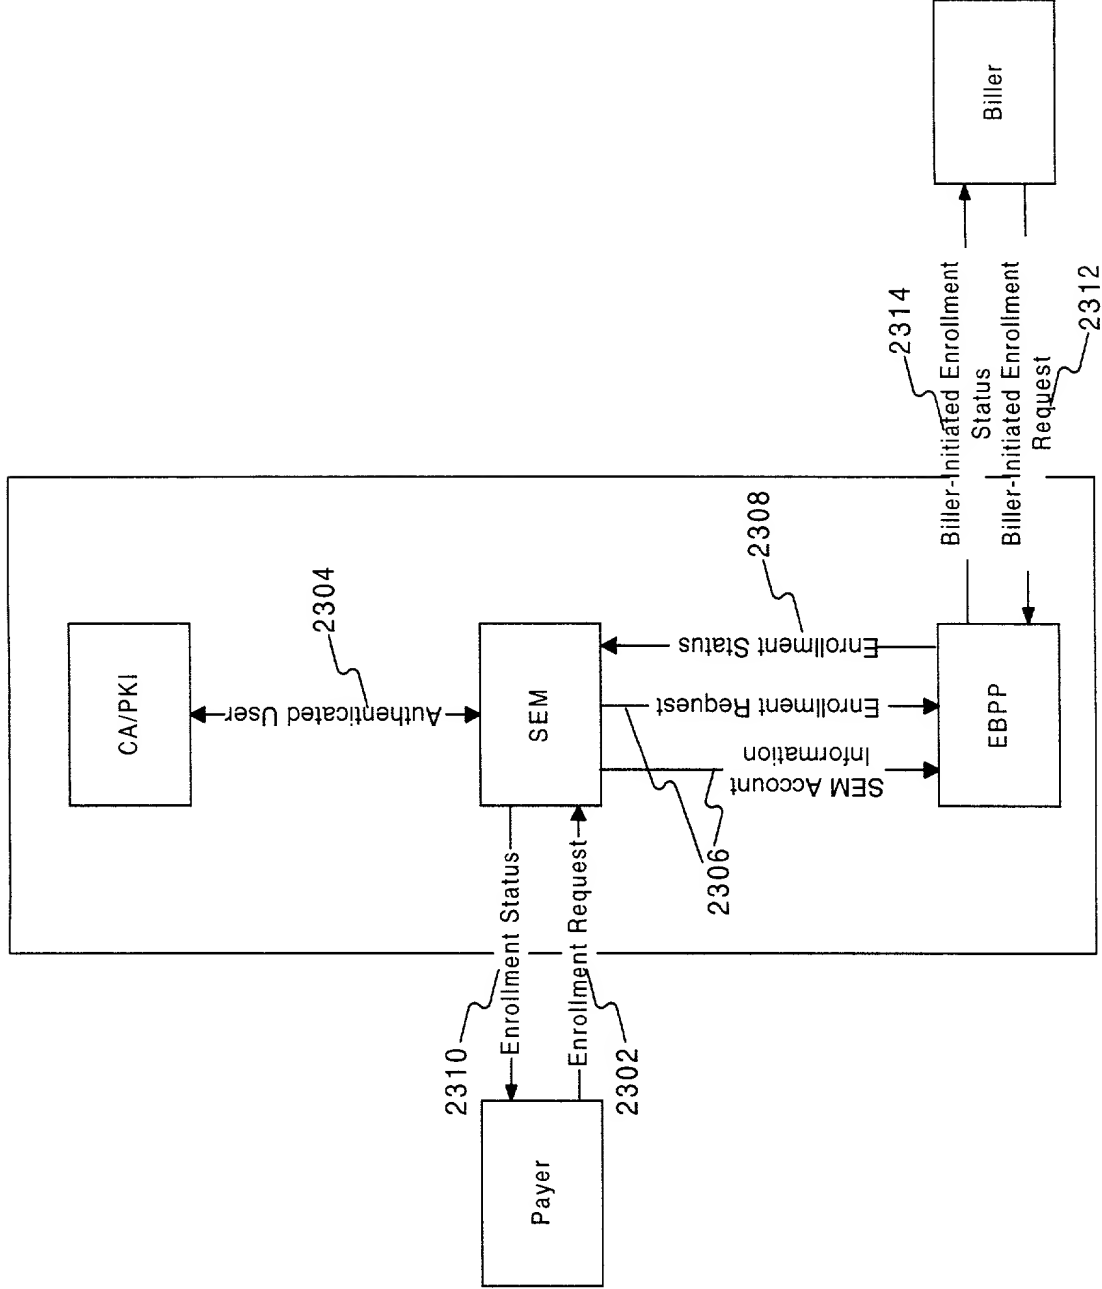 CA/PKI
2304
Authenticated User
2310
Enrollment Status
Payer
SEM
Enrollment Request
2302
2308
Enrollment Status
Enrollment Request
SEM Account
Information
2306
EBPP
2314
Biller-Initiated Enrollment
Status
Biller-Initiated Enrollment
Request
2312
Biller